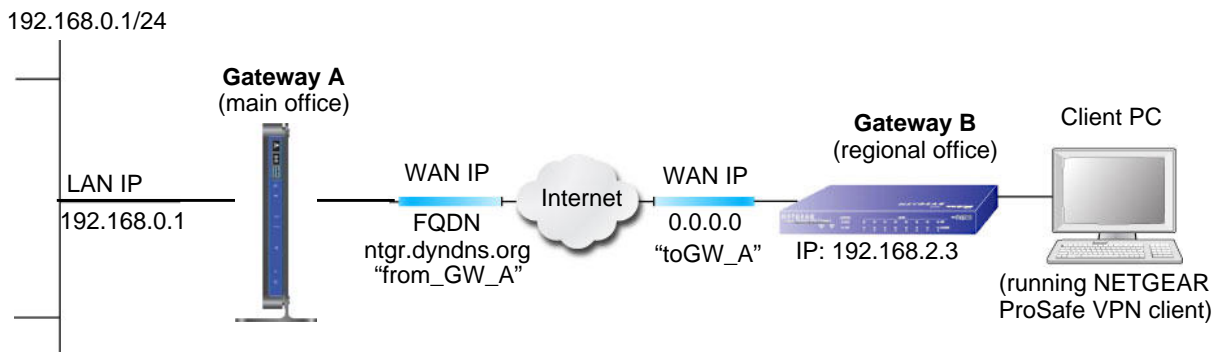 192.168.0.1/24
Gateway A
(main office)
LAN IP
192.168.0.1
WAN IP
FQDN
ntgr.dyndns.org
“from_GW_A”
Internet
WAN IP
0.0.0.0
“toGW_A”
Gateway B
(regional office)
NETGEAR
IP: 192.168.2.3
Client PC
(running NETGEAR
ProSafe VPN client)